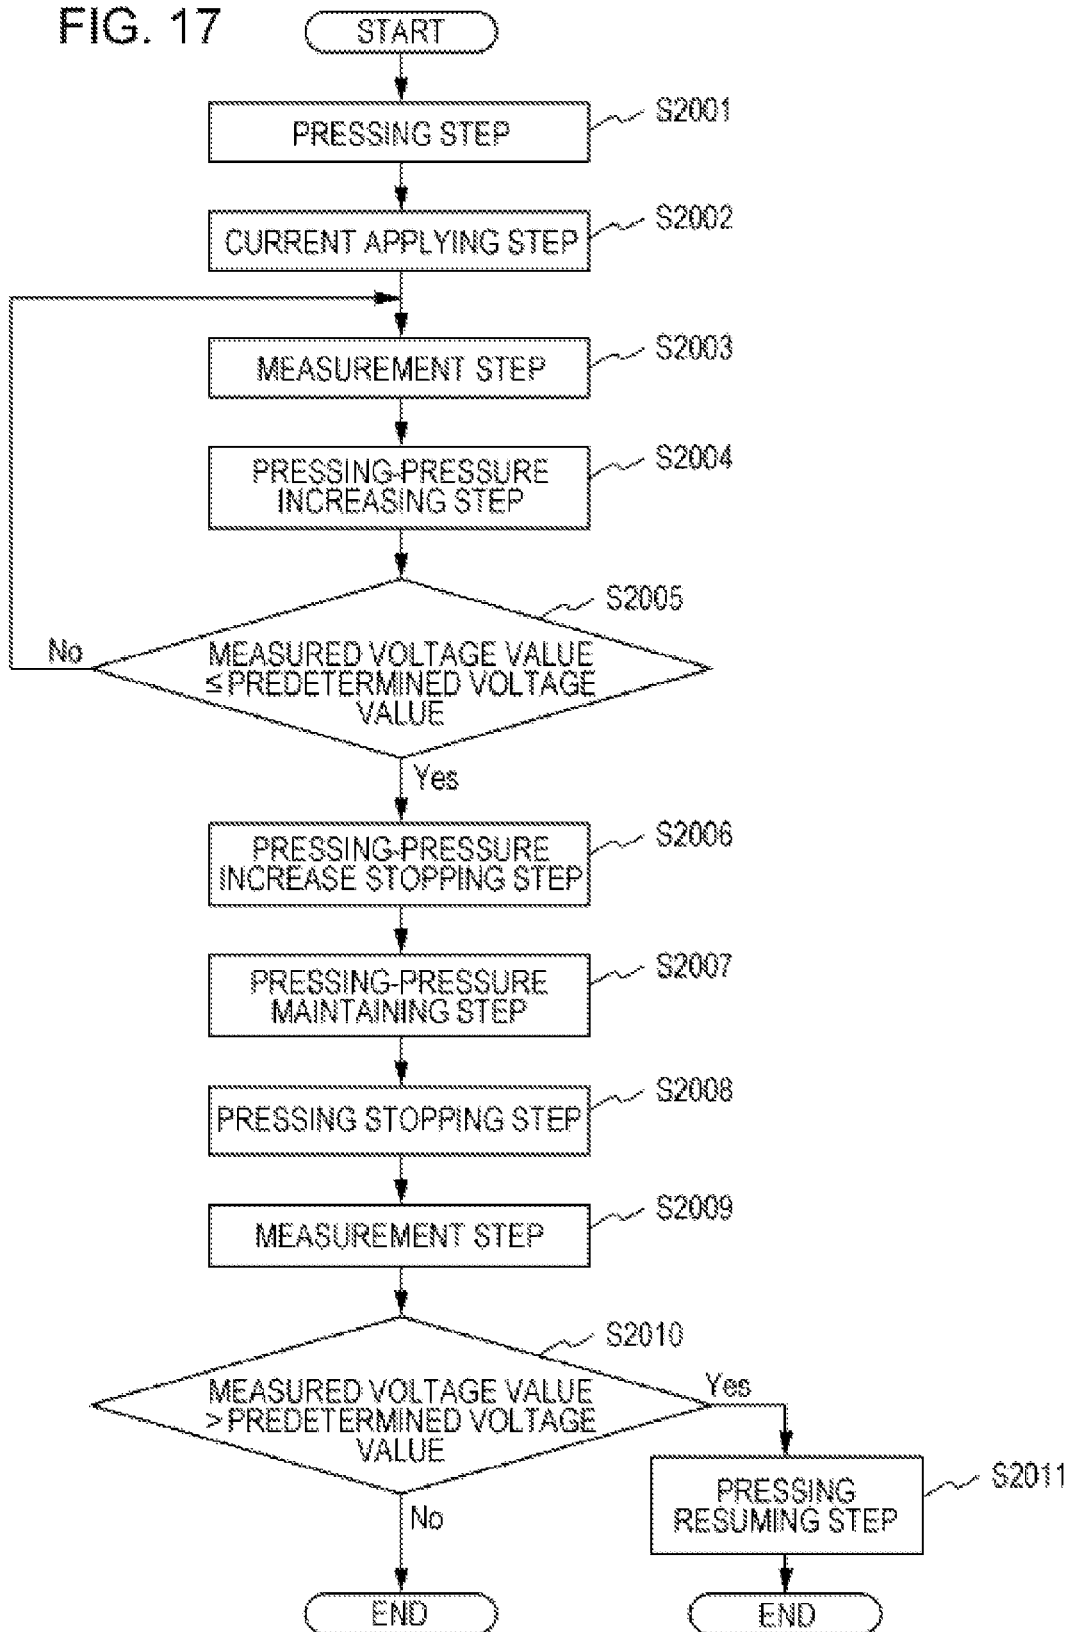 FIG. 17
START
PRESSING STEP
S2001
CURRENT APPLYING STEP
S2002
MEASUREMENT STEP
S2003
PRESSING-PRESSURE
INCREASING STEP
S2004
S2005
No
MEASURED VOLTAGE VALUE
≤ PREDETERMINED VOLTAGE
VALUE
Yes
PRESSING-PRESSURE
INCREASE STOPPING STEP
S2006
PRESSING-PRESSURE
MAINTAINING STEP
S2007
PRESSING STOPPING STEP
S2008
MEASUREMENT STEP
S2009
S2010
MEASURED VOLTAGE VALUE
> PREDETERMINED VOLTAGE
VALUE
Yes
PRESSING
RESUMING STEP
S2011
No
END
END